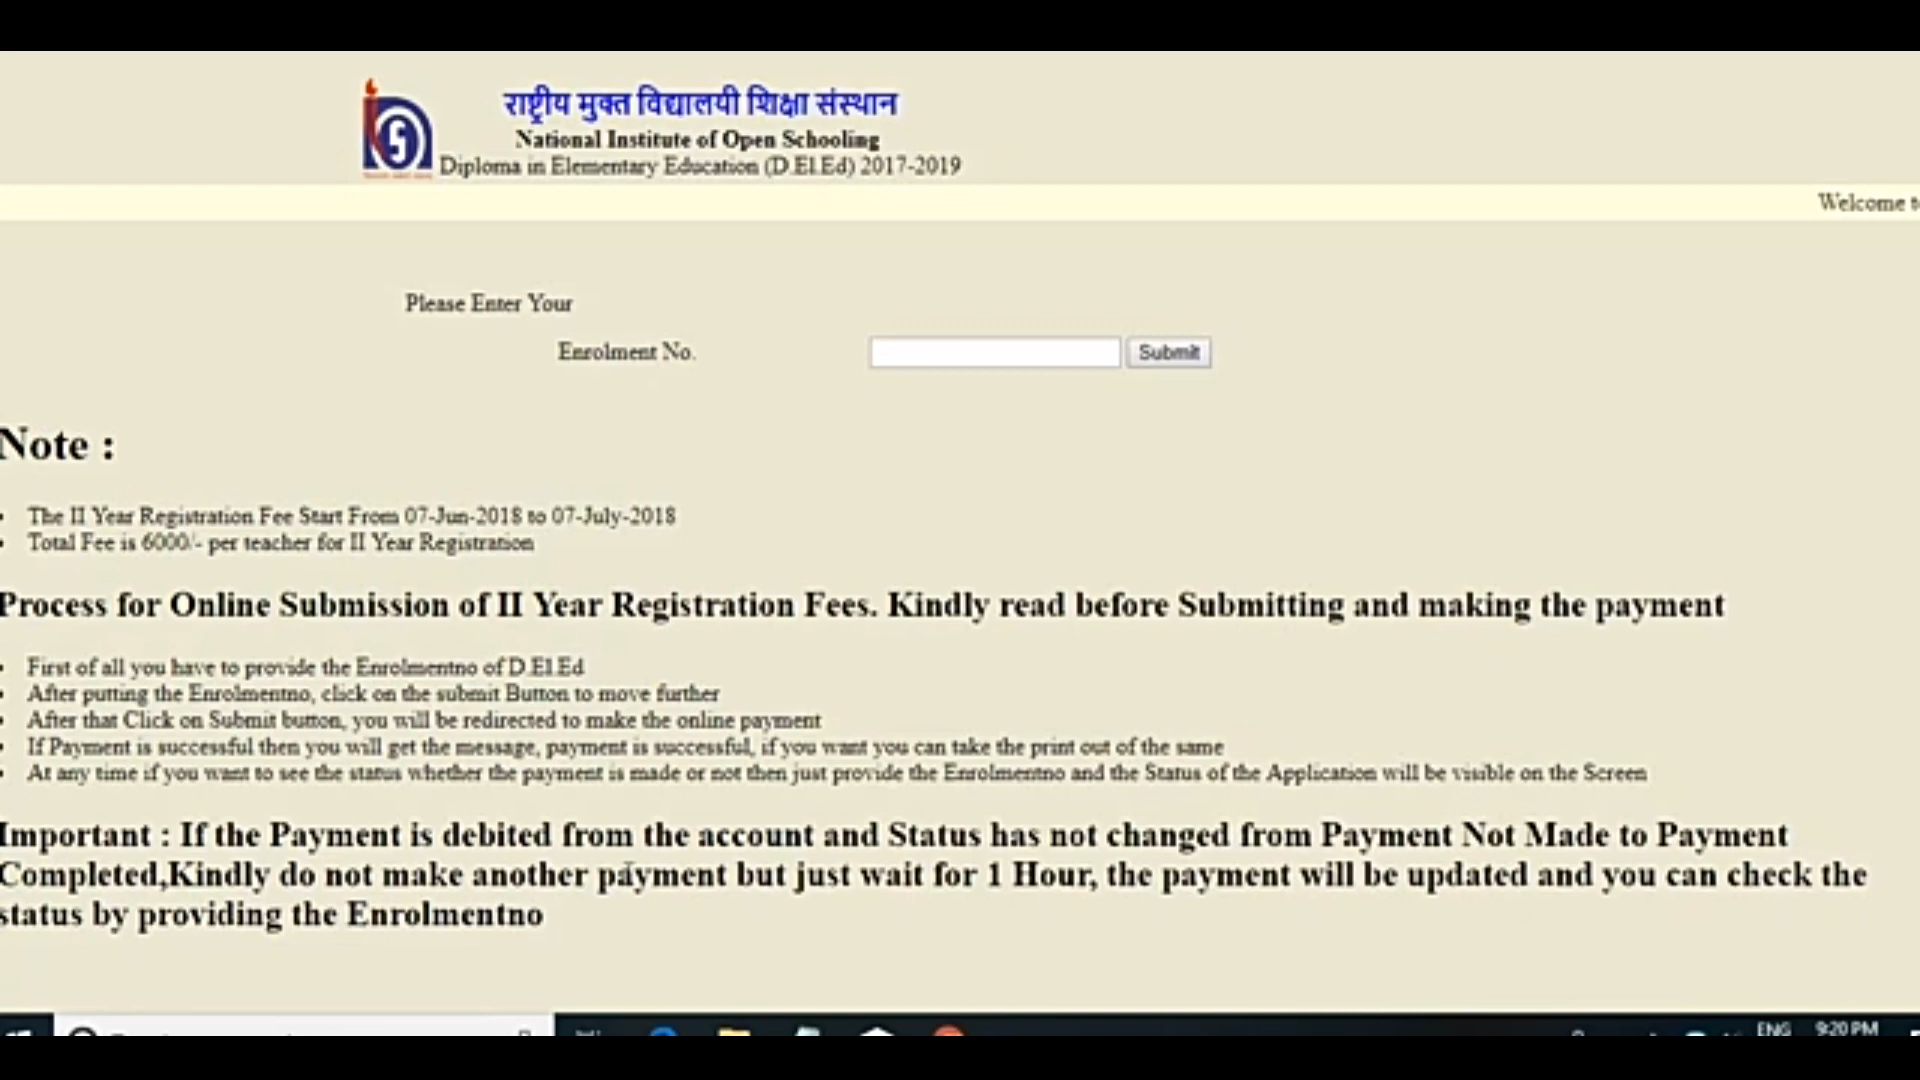 राष्ट्रीय मुक्त विद्यालयी शिक्षा संस्थान
National Institute of Open Schooling
Diploma in Elementary Education (D.El.Ed) 2017-2019
Welcome to
Please Enter Your
Enrolment No.
Submit
Note :
The II Year Registration Fee Start From 07-Jun-2018 to 07-July-2018
Total Fee is 6000/- per teacher for II Year Registration
Process for Online Submission of II Year Registration Fees. Kindly read before Submitting and making the payment
First of all you have to provide the Enrolmentno of D.El.Ed
After putting the Enrolmentno, click on the submit Button to move further
After that Click on Submit button, you will be redirected to make the online payment
If Payment is successful then you will get the message, payment is successful, if you want you can take the print out of the same
At any time if you want to see the status whether the payment is made or not then just provide the Enrolmentno and the Status of the Application will be visible on the Screen
Important : If the Payment is debited from the account and Status has not changed from Payment Not Made to Payment
Completed,Kindly do not make another payment but just wait for 1 Hour, the payment will be updated and you can check the
status by providing the Enrolmentno
ENG 9:20 PM